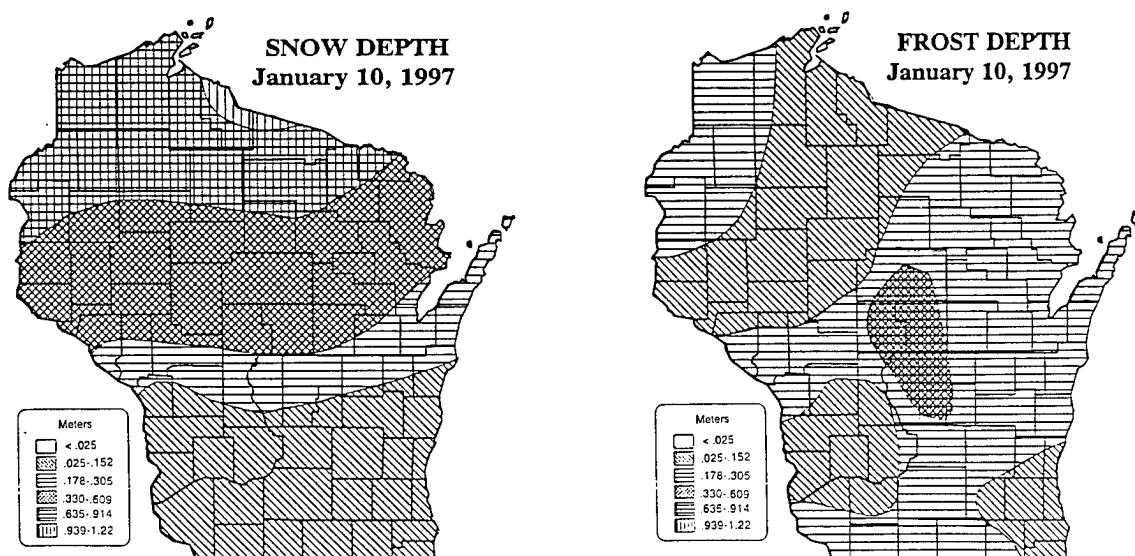 SNOW DEPTH
January 10, 1997
Meters
< .025
.025-.152
.178-.305
.330-.609
.635-.914
.939-1.22
FROST DEPTH
January 10, 1997
Meters
< .025
.025-.152
.178-.305
.330-.609
.635-.914
.939-1.22